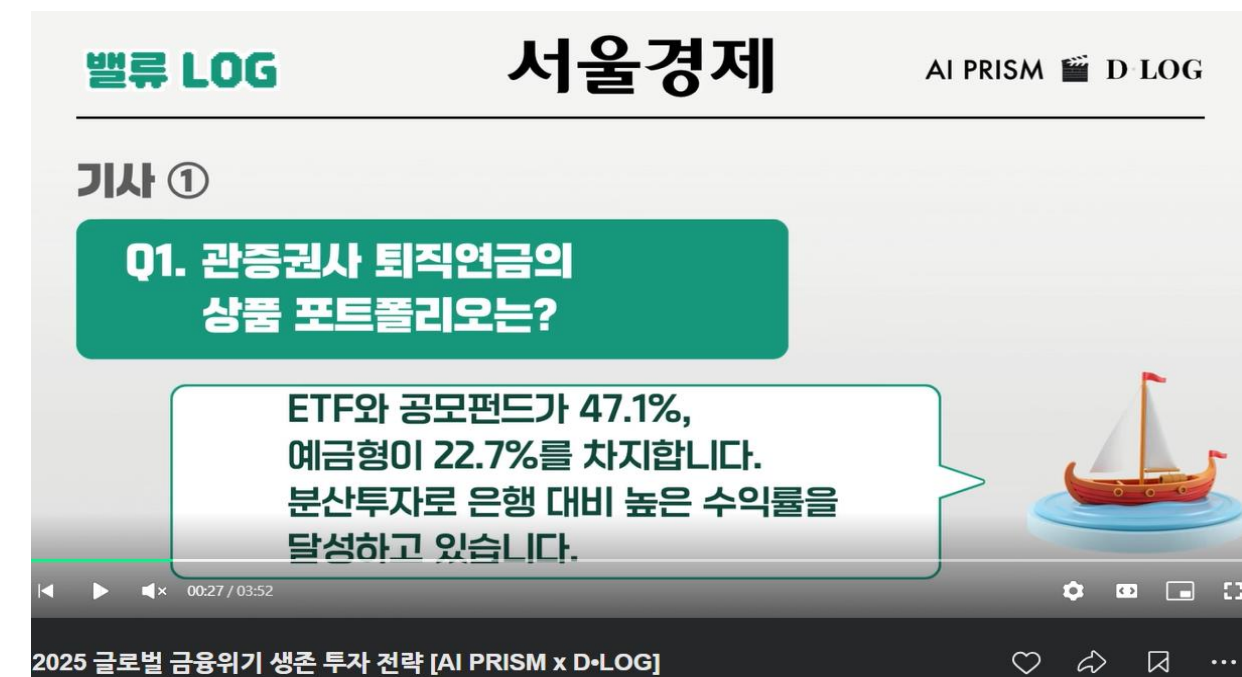 밸류 LOG
서울경제
AI PRISM D·LOG
기사 ①
Q1. 관증권사 퇴직연금의
상품 포트폴리오는?
ETF와 공모펀드가 47.1%,
예금형이 22.7%를 차지합니다.
분산투자로 은행 대비 높은 수익률을
달성하고 있습니다.
00:27 / 03:52
2025 글로벌 금융위기 생존 투자 전략 [AI PRISM x D•LOG]